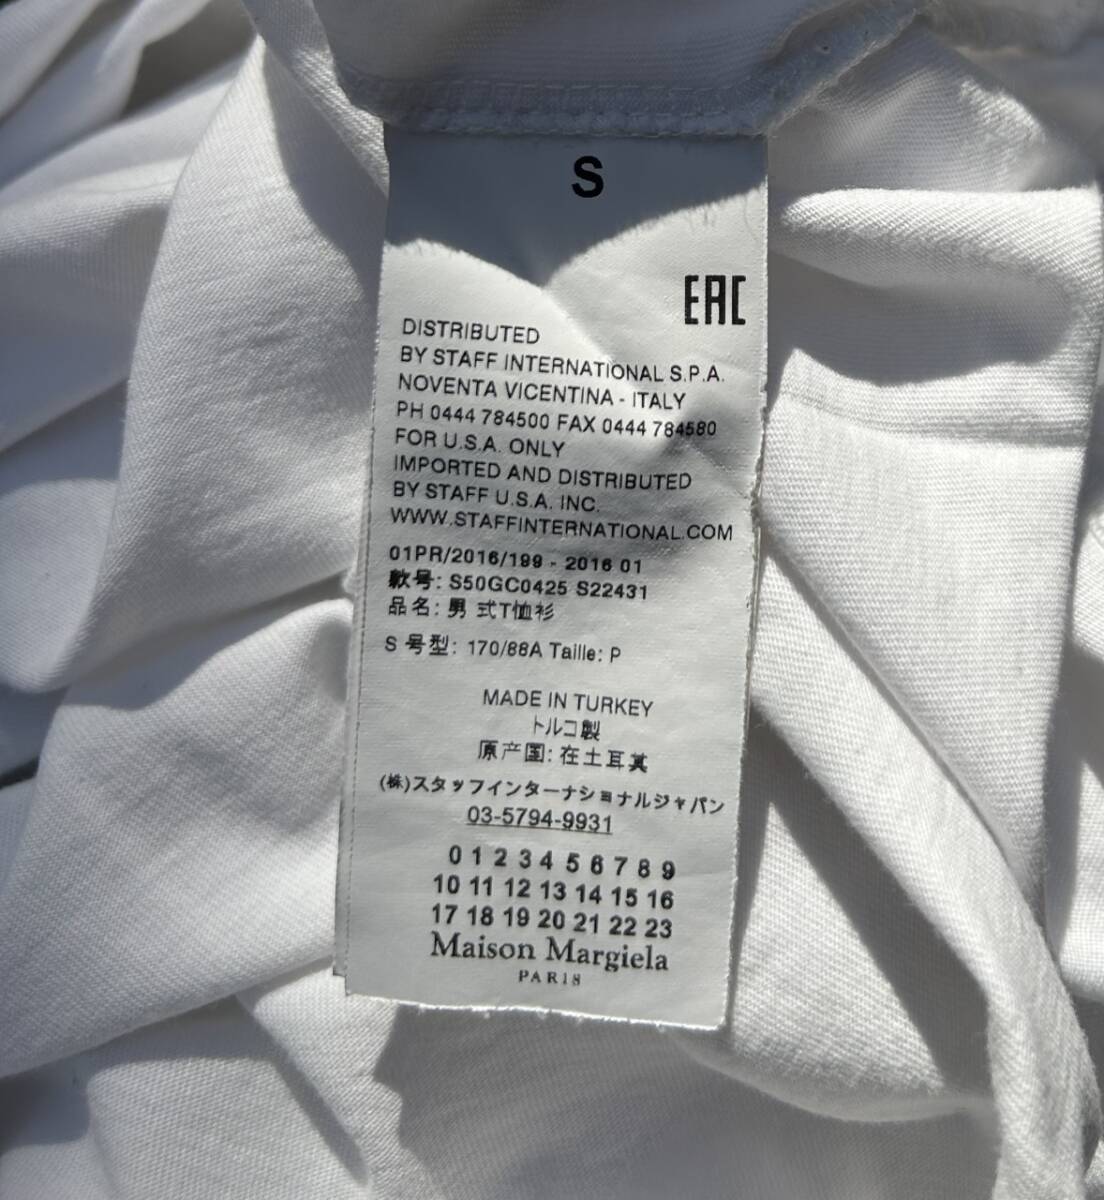 S
EAC
DISTRIBUTED
BY STAFF INTERNATIONAL S.P.A.
NOVENTA VICENTINA - ITALY
PH 0444 784500 FAX 0444 784580
FOR U.S.A. ONLY
IMPORTED AND DISTRIBUTED
BY STAFF U.S.A. INC.
WWW.STAFFINTERNATIONAL.COM
01PR/2016/199 - 2016 01
款号: S50GC0425 S22431
品名: 男 式T恤衫
S 号型: 170/88A Taille: P
MADE IN TURKEY
トルコ製
原产国: 在土耳其
(株)スタッフインターナショナルジャパン
03-5794-9931
0 1 2 3 4 5 6 7 8 9
10 11 12 13 14 15 16
17 18 19 20 21 22 23
Maison Margiela
PARIS